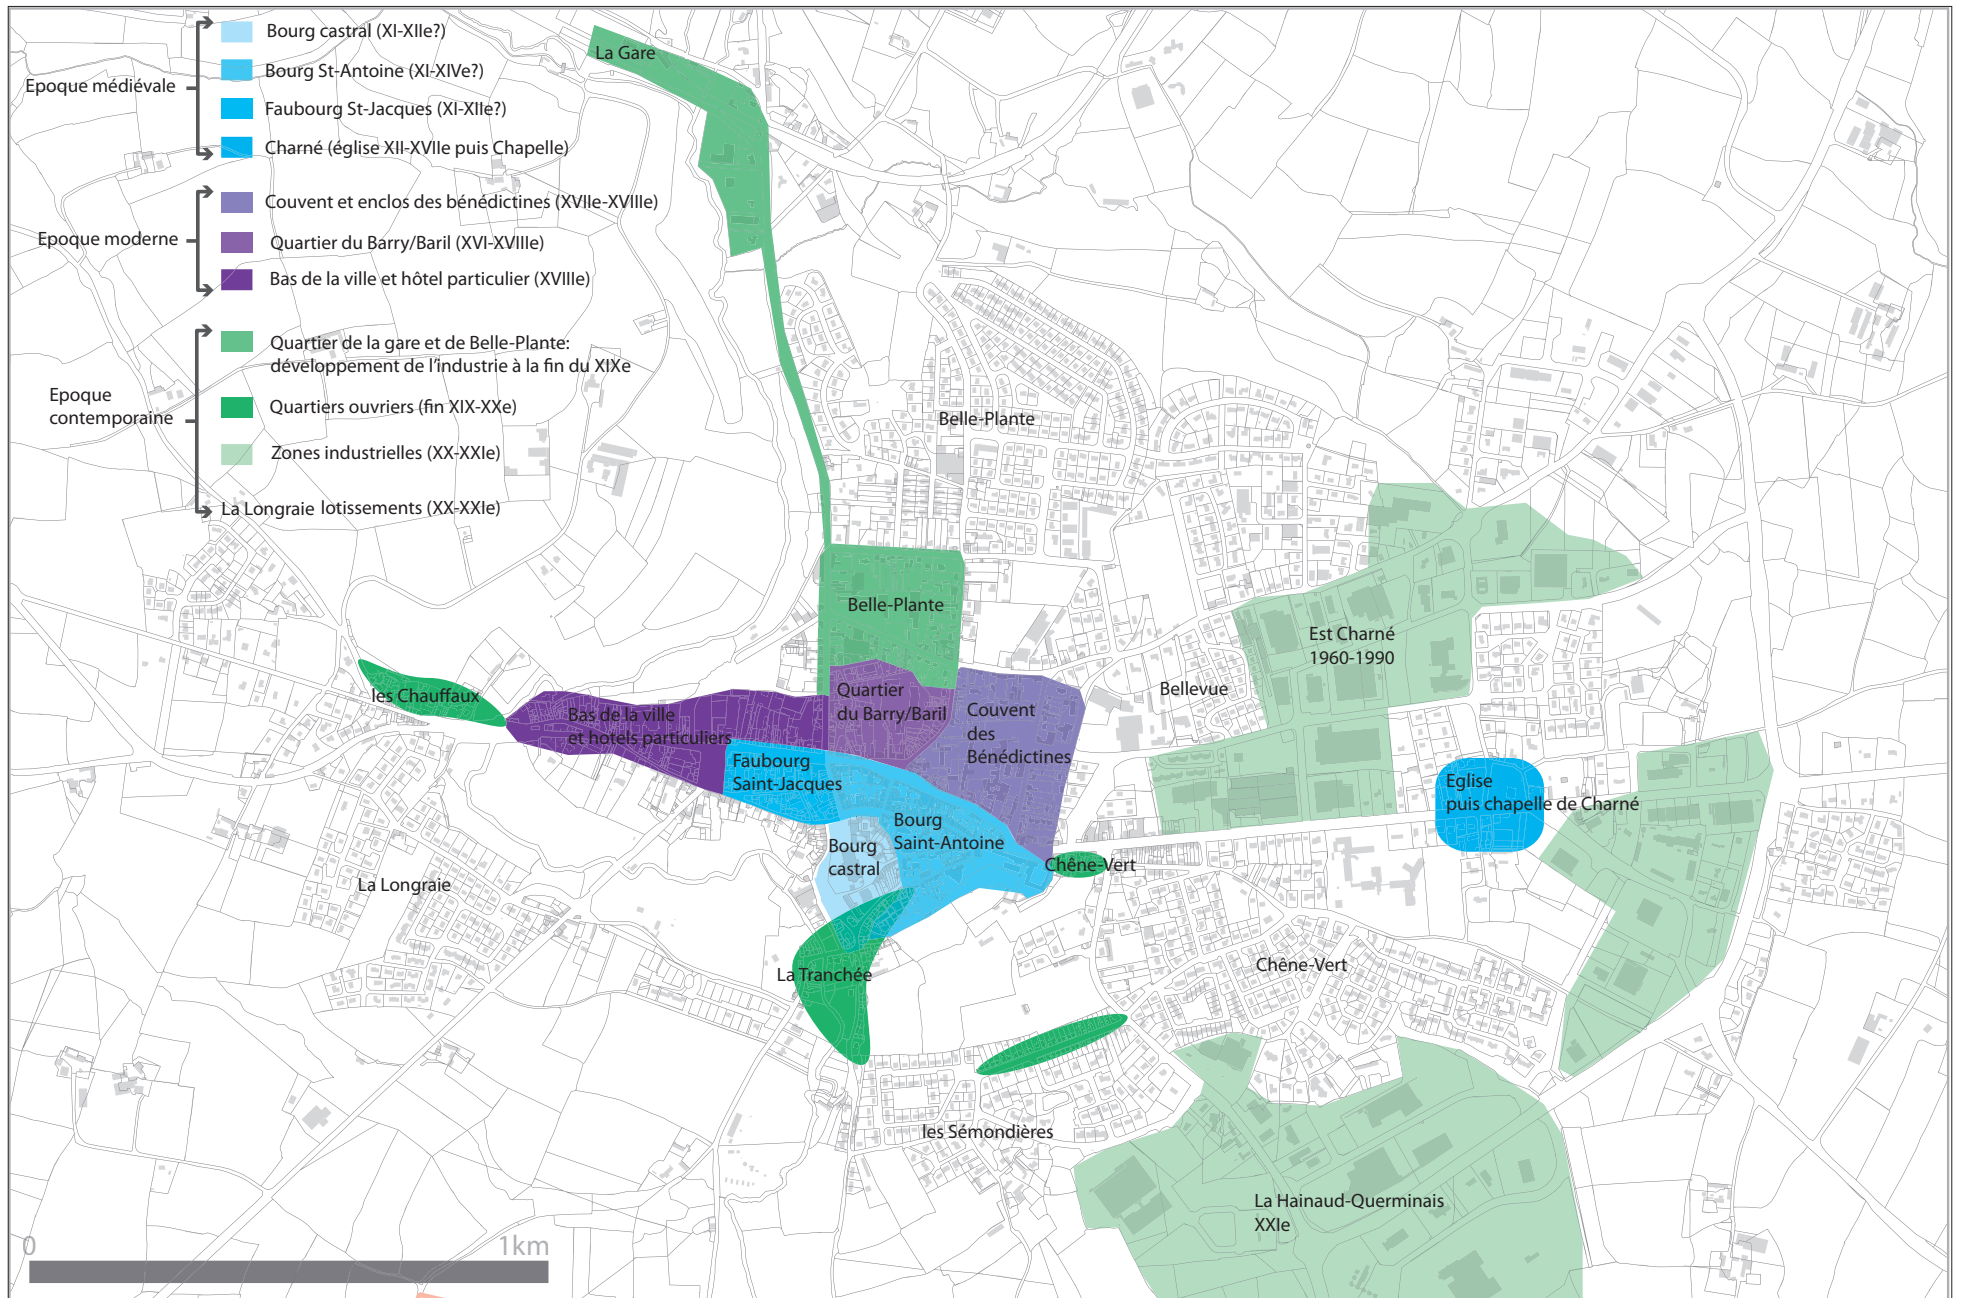 Epoque médiévale
Bourg castral (XI-XIIe?)
Bourg St-Antoine (XI-XIVe?)
Faubourg St-Jacques (XI-XIIe?)
Charné (église XII-XVIIe puis Chapelle)
Epoque moderne
Couvent et enclos des bénédictines (XVIIe-XVIIIe)
Quartier du Barry/Baril (XVI-XVIIIe)
Bas de la ville et hôtel particulier (XVIIIe)
Epoque
contemporaine
Quartier de la gare et de Belle-Plante:
développement de l'industrie à la fin du XIXe
Quartiers ouvriers (fin XIX-XXe)
Zones industrielles (XX-XXIe)
La Longraie lotissements (XX-XXIe)
La Gare
Belle-Plante
Belle-Plante
Est Charné
1960-1990
les Chauffaux
Bas de la ville
et hotels particuliers
Quartier
du Barry/Baril
Couvent
des
Bénédictines
Bellevue
Faubourg
Saint-Jacques
Eglise
puis chapelle de Charné
Bourg
Saint-Antoine
Bourg
castral
Chêne-Vert
La Longraie
La Tranchée
Chêne-Vert
les Sémondières
La Hainaud-Querminais
XXIe
0
1km